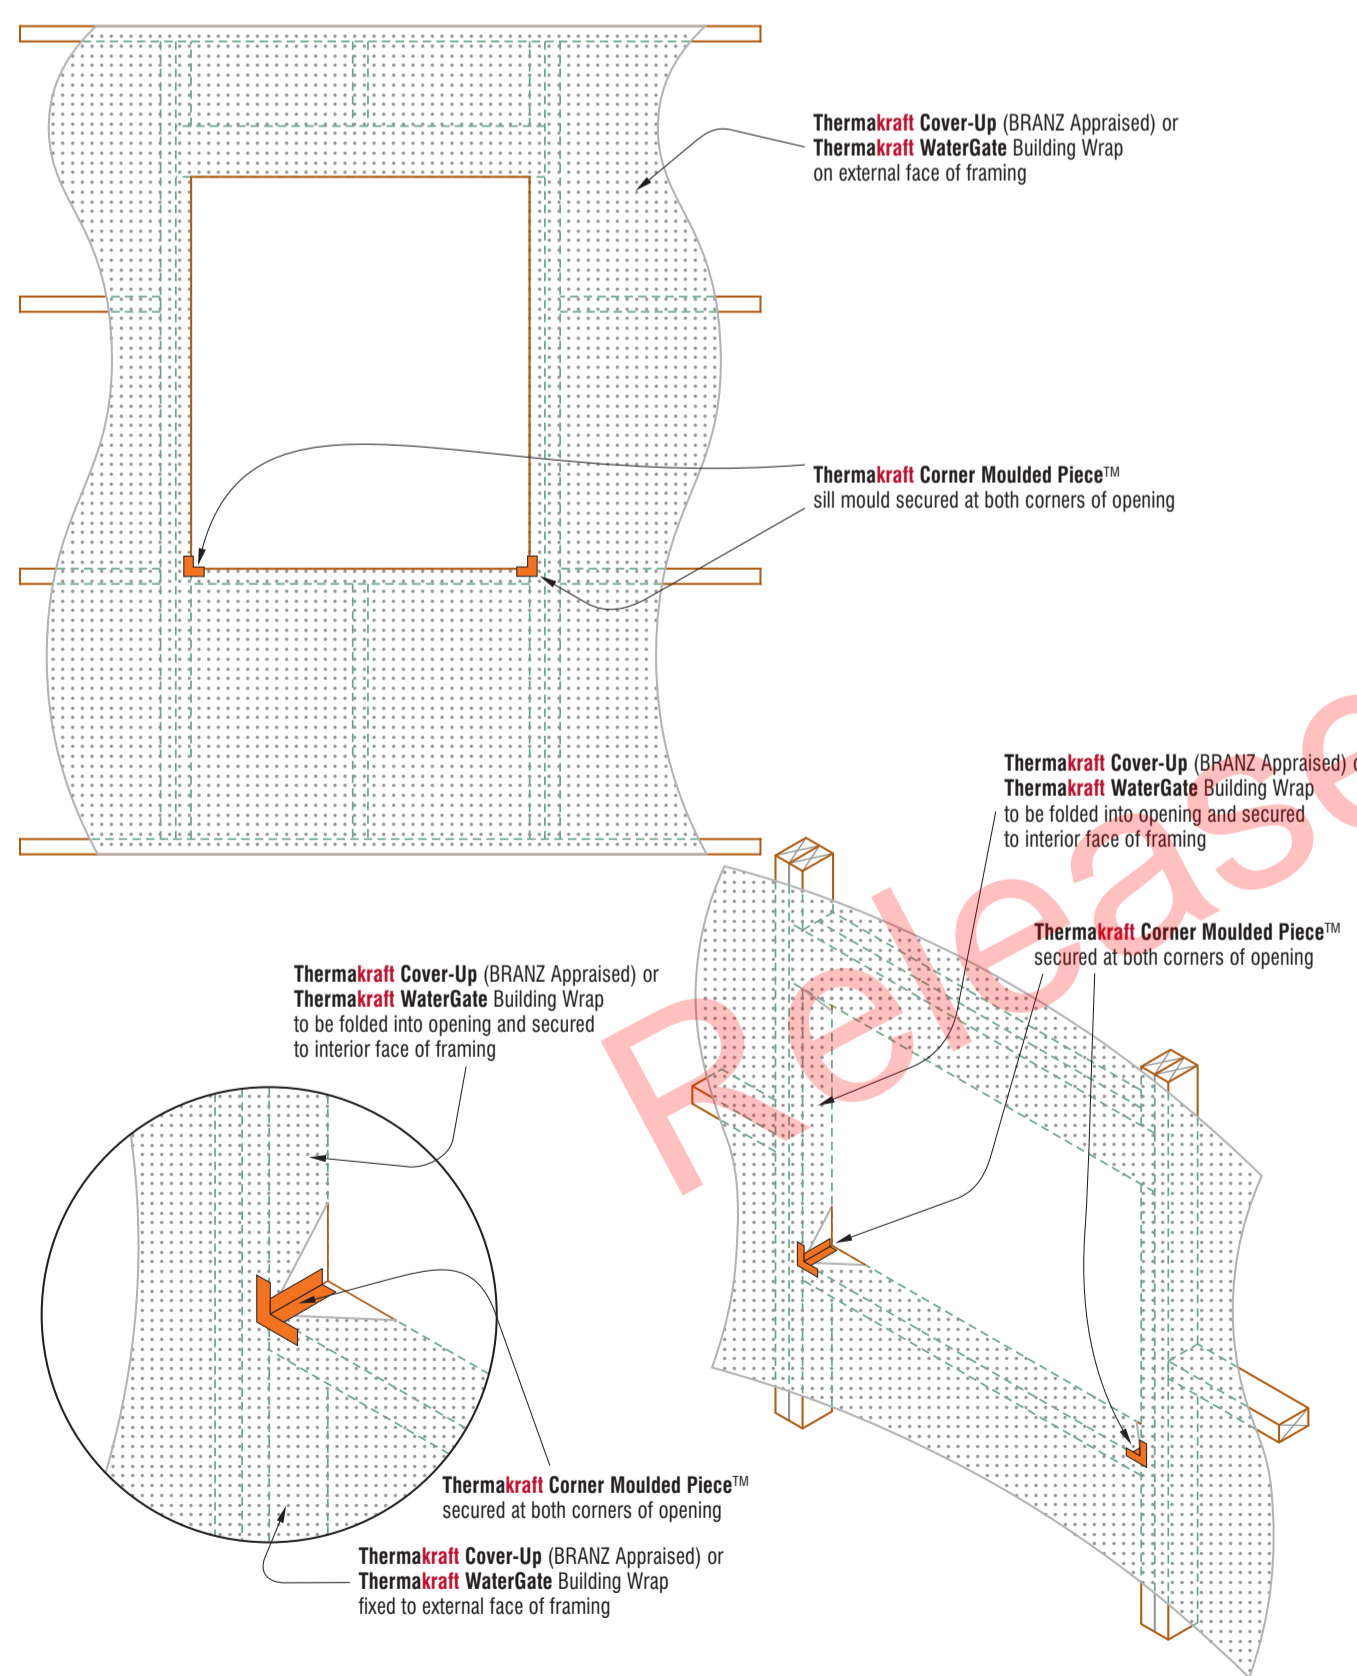 Thermakraft Cover-Up (BRANZ Appraised) or
Thermakraft WaterGate Building Wrap
on external face of framing
Thermakraft Corner Moulded Piece™
sill mould secured at both corners of opening
Thermakraft Cover-Up (BRANZ Appraised)
Thermakraft WaterGate Building Wrap
to be folded into opening and secured
to interior face of framing
Thermakraft Corner Moulded Piece™
secured at both corners of opening
Thermakraft Cover-Up (BRANZ Appraised) or
Thermakraft WaterGate Building Wrap
to be folded into opening and secured
to interior face of framing
Thermakraft Corner Moulded Piece™
secured at both corners of opening
Thermakraft Cover-Up (BRANZ Appraised) or
Thermakraft WaterGate Building Wrap
fixed to external face of framing
Release